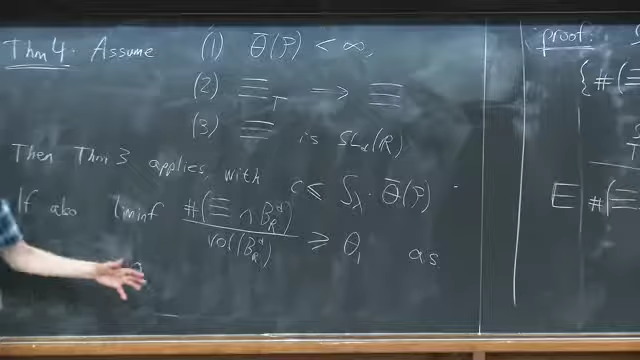 Thm 4. Assume (1) Θ̄(P) < ∞,
(2) Ξ_T → Ξ
(3) Ξ is SL_d(R)
Then Thm 3 applies with c ≤ S_λ · Θ̄(P)
If also liminf #(Ξ ∩ B_R^d) / vol(B_R^d) ≥ θ_1 as
proof:
{#(Ξ
E #(Ξ